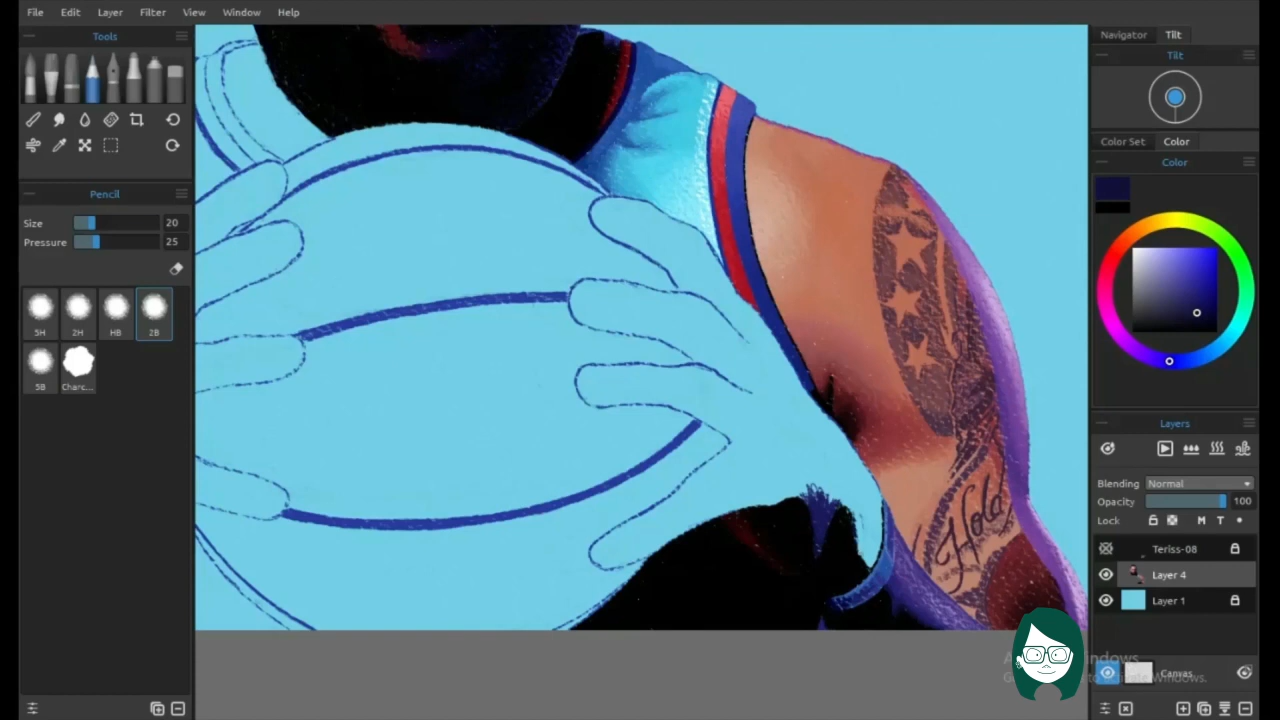 File Edit Layer Filter View Window Help
Tools
Pencil
Size 20
Pressure 25
5H 2H HB 2B
5B Charc...
Hola
Navigator Tilt
Tilt
Color Set Color
Color
Layers
Blending Normal
Opacity 100
Lock M T
Teriss-08
Layer 4
Layer 1
Canvas